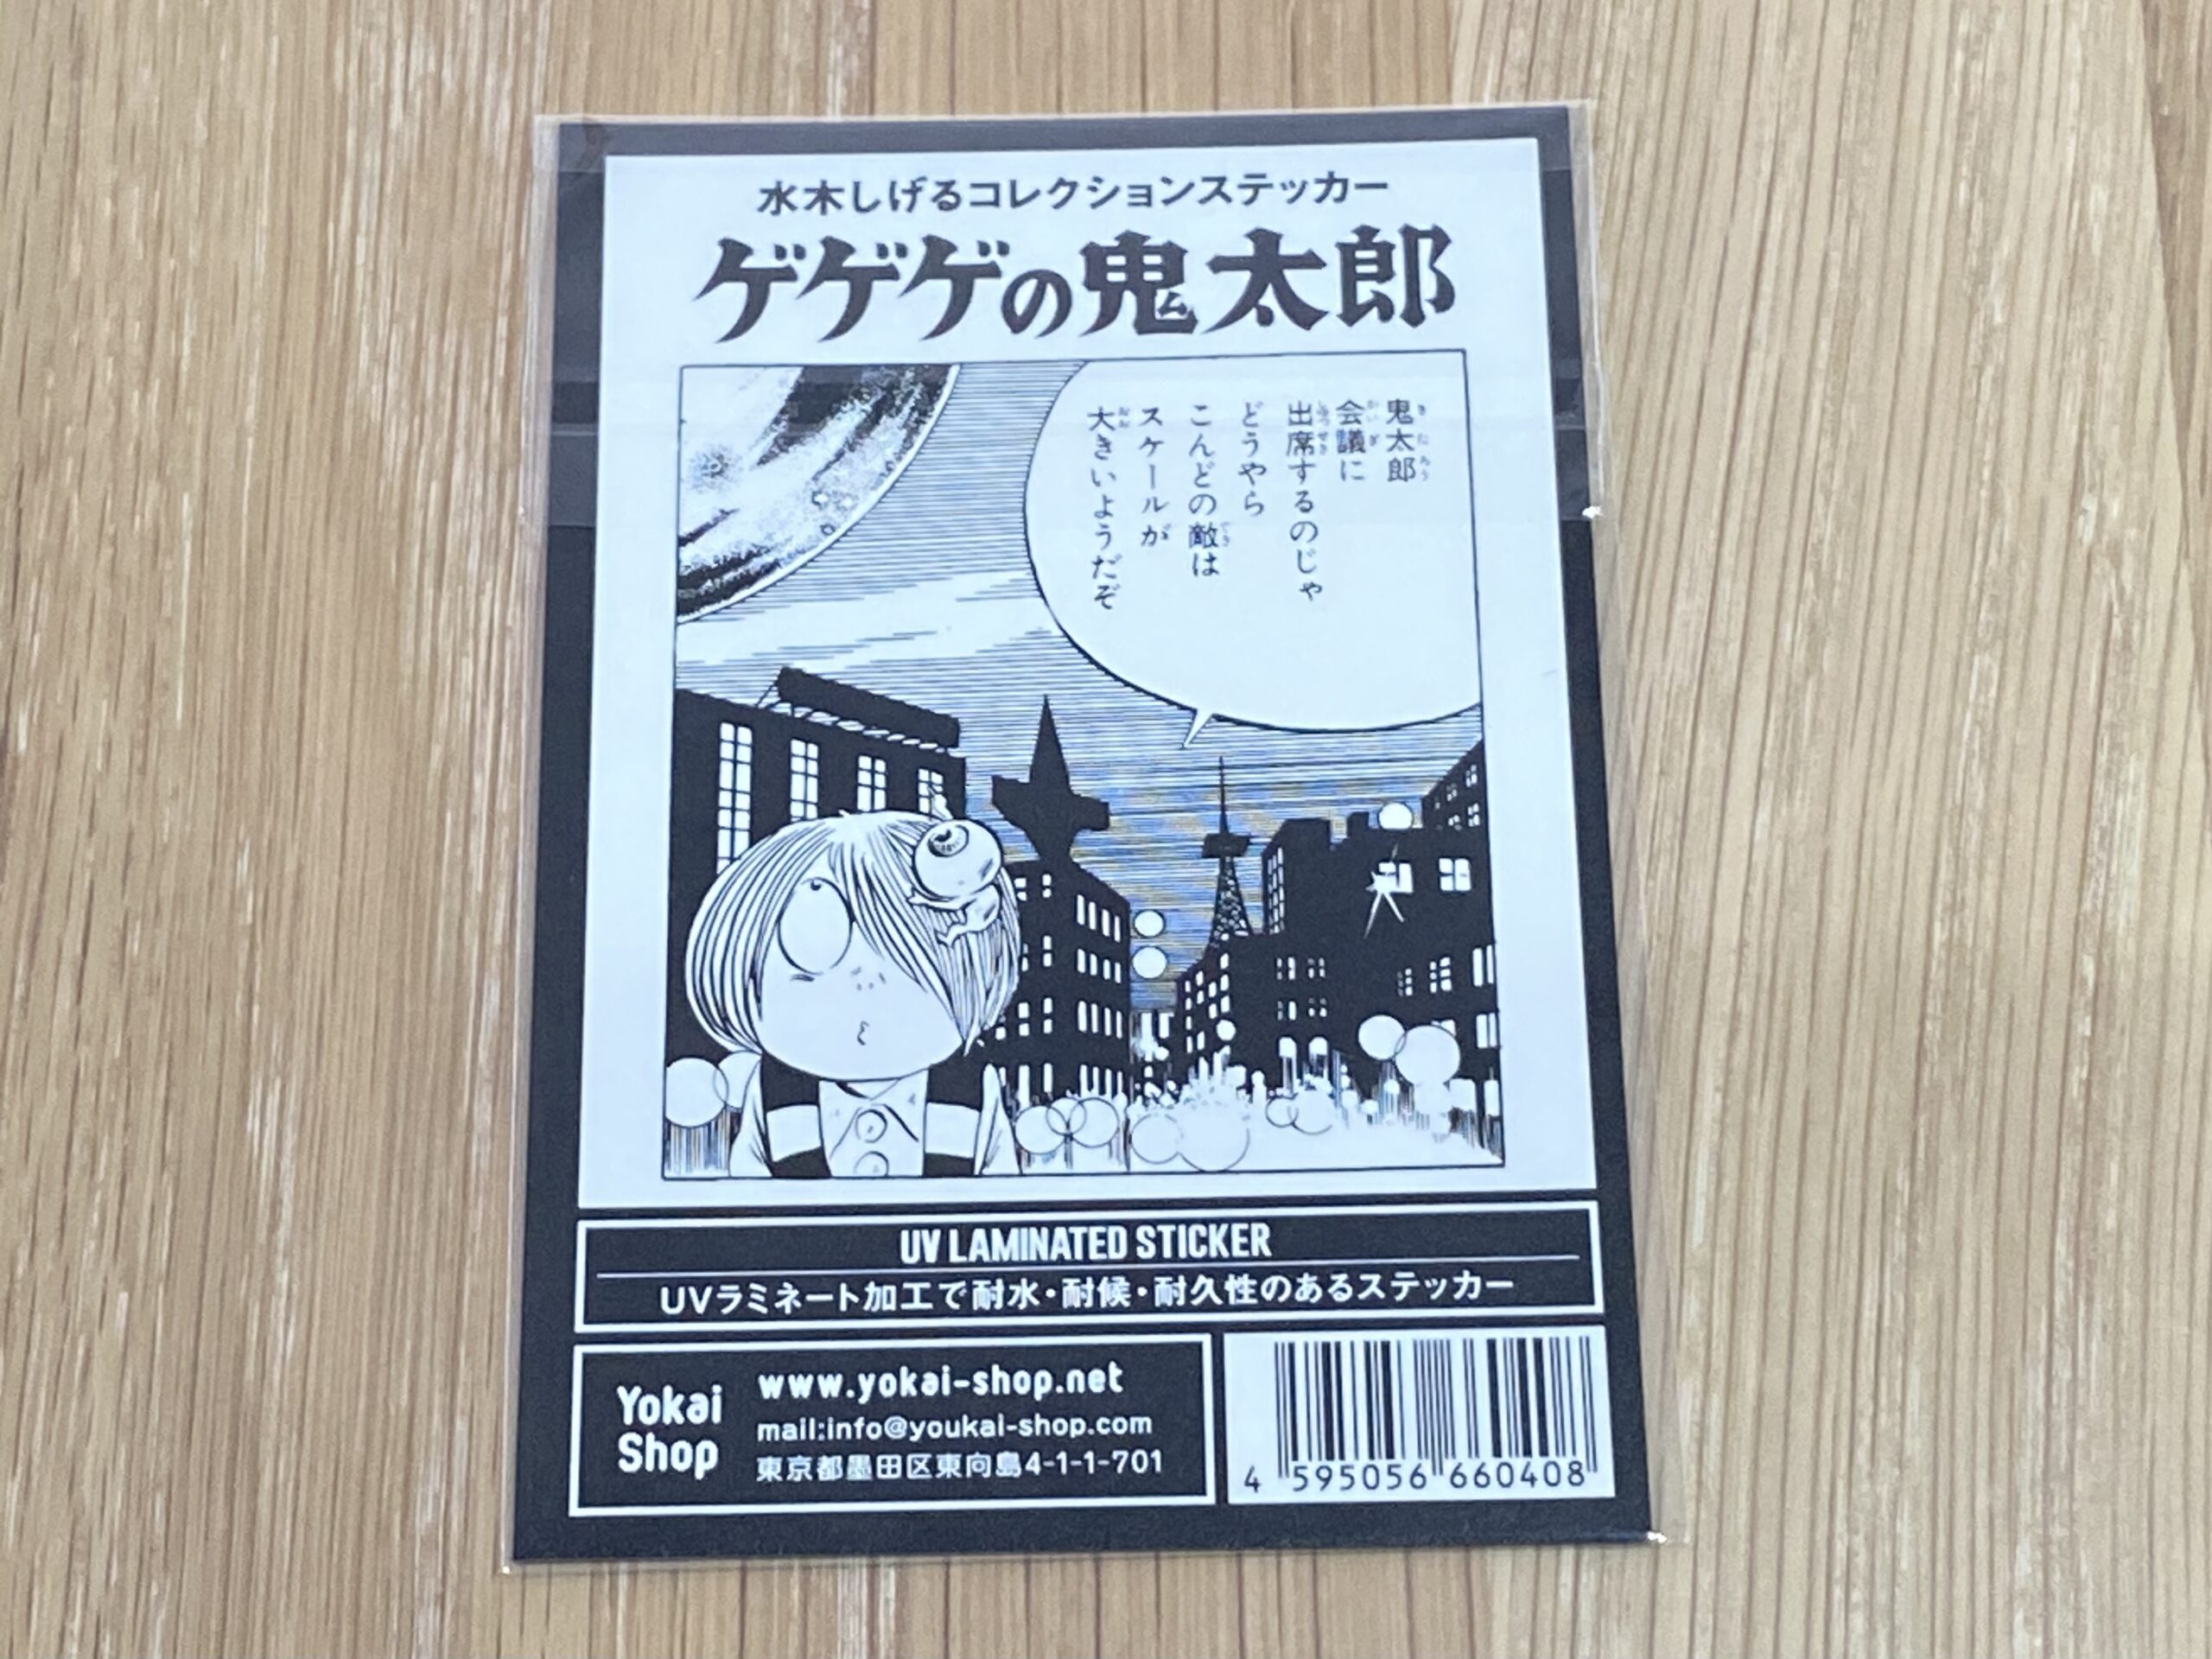 水木しげるコレクションステッカー
ゲゲゲの鬼太郎
鬼太郎
会議に
出席するのじゃ
どうやら
こんどの敵は
スケールが
大きいようだぞ
UV LAMINATED STICKER
UVラミネート加工で耐水・耐候・耐久性のあるステッカー
Yokai
Shop
www.yokai-shop.net
mail:info@youkai-shop.com
東京都墨田区東向島4-1-1-701
4 595056 660408